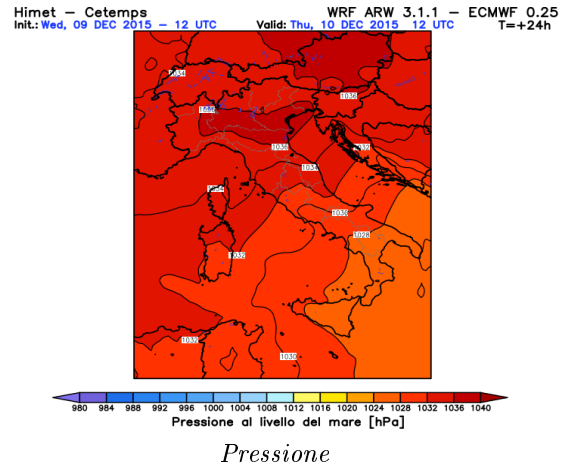 Himet – Cetemps WRF ARW 3.1.1 – ECMWF 0.25
Init.: Wed, 09 DEC 2015 – 12 UTC Valid: Thu, 10 DEC 2015 12 UTC T=+24h
1034
1036
1036
1032
1034
1030
1028
1032
1032
1030
980 984 988 992 996 1000 1004 1008 1012 1016 1020 1024 1028 1032 1036 1040
Pressione al livello del mare [hPa]
Pressione